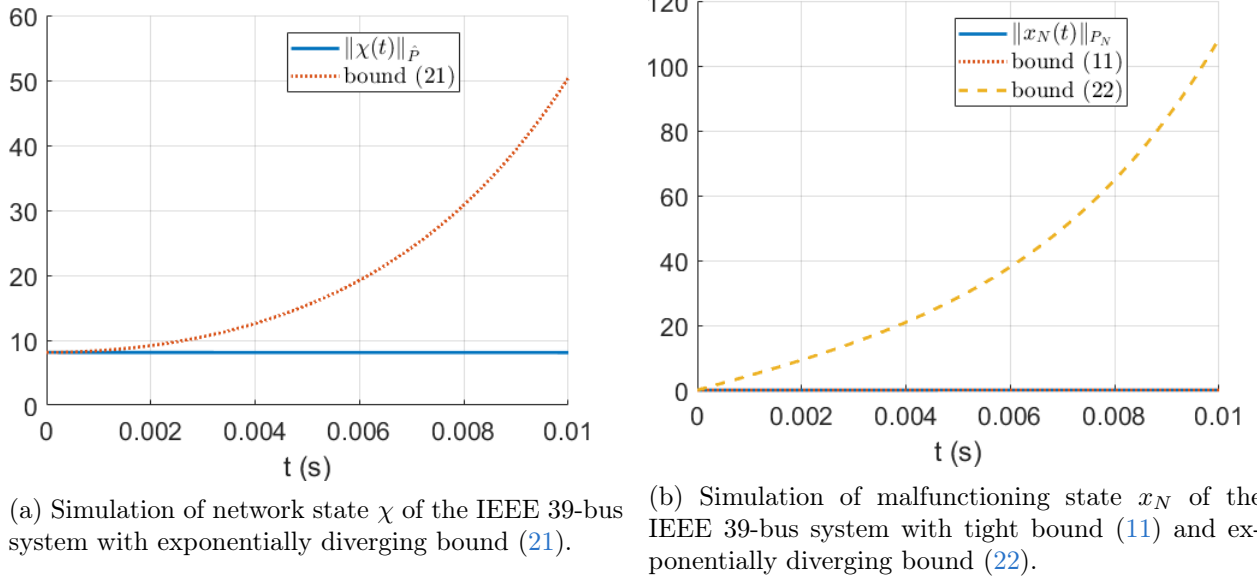 60
50
40
30
20
10
0
0
0.002
0.004
0.006
0.008
0.01
t (s)
‖χ(t)‖_P̂
bound (21)
(a) Simulation of network state χ of the IEEE 39-bus
system with exponentially diverging bound (21).
120
100
80
60
40
20
0
0
0.002
0.004
0.006
0.008
0.01
t (s)
‖x_N(t)‖_{P_N}
bound (11)
bound (22)
(b) Simulation of malfunctioning state x_N of the
IEEE 39-bus system with tight bound (11) and ex-
ponentially diverging bound (22).